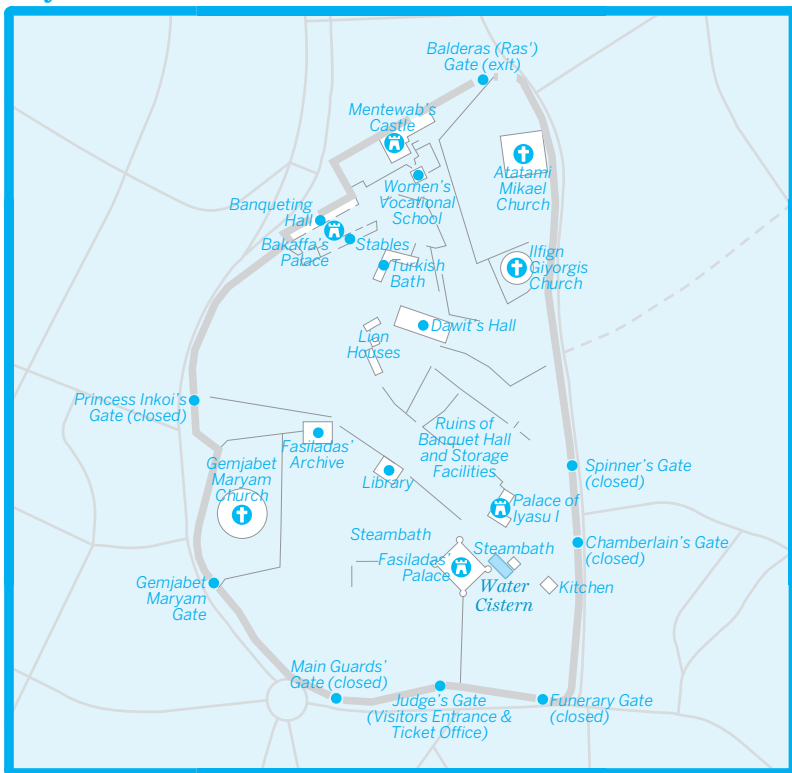 Balderas (Ras')
Gate (exit)
Mentewab's
Castle
Atatami
Mikael
Church
Women's
Vocational
School
Banqueting
Hall
Bakaffa's
Palace
Stables
Turkish
Bath
Ilfign
Giyorgis
Church
Dawit's Hall
Lion
Houses
Princess Inkoi's
Gate (closed)
Fasiladas'
Archive
Ruins of
Banquet Hall
and Storage
Facilities
Gemjabet
Maryam
Church
Library
Spinner's Gate
(closed)
Palace of
Iyasu I
Steambath
Steambath
Chamberlain's Gate
(closed)
Fasiladas'
Palace
Water
Cistern
Kitchen
Gemjabet
Maryam
Gate
Main Guards'
Gate (closed)
Judge's Gate
(Visitors Entrance &
Ticket Office)
Funerary Gate
(closed)